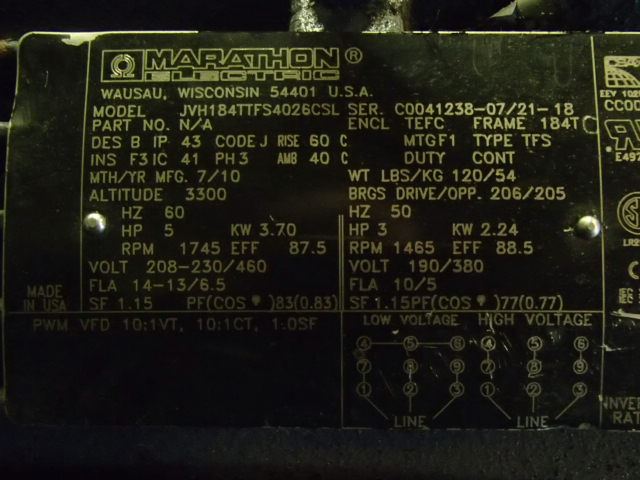 MARATHON®
ELECTRIC
WAUSAU, WISCONSIN 54401 U.S.A.
MODEL JVH184TTFS4026CSL SER. C0041238-07/21-18
PART NO. N/A ENCL TEFC FRAME 184TC
DES B IP 43 CODE J RISE 60 C MTG F1 TYPE TFS
INS F3 IC 41 PH 3 AMB 40 C DUTY CONT
MTH/YR MFG. 7/10 WT LBS/KG 120/54
ALTITUDE 3300 BRGS DRIVE/OPP. 206/205
HZ 60 HZ 50
HP 5 KW 3.70 HP 3 KW 2.24
RPM 1745 EFF 87.5 RPM 1465 EFF 88.5
VOLT 208-230/460 VOLT 190/380
FLA 14-13/6.5 FLA 10/5
SF 1.15 PF(COS )83(0.83) SF 1.15 PF(COS )77(0.77)
MADE
IN USA
PWM VFD 10:1VT, 10:1CT, 1.0SF
LOW VOLTAGE HIGH VOLTAGE
4 5 6 4 5 6
7 8 9 7 8 9
1 2 3 1 2 3
LINE LINE